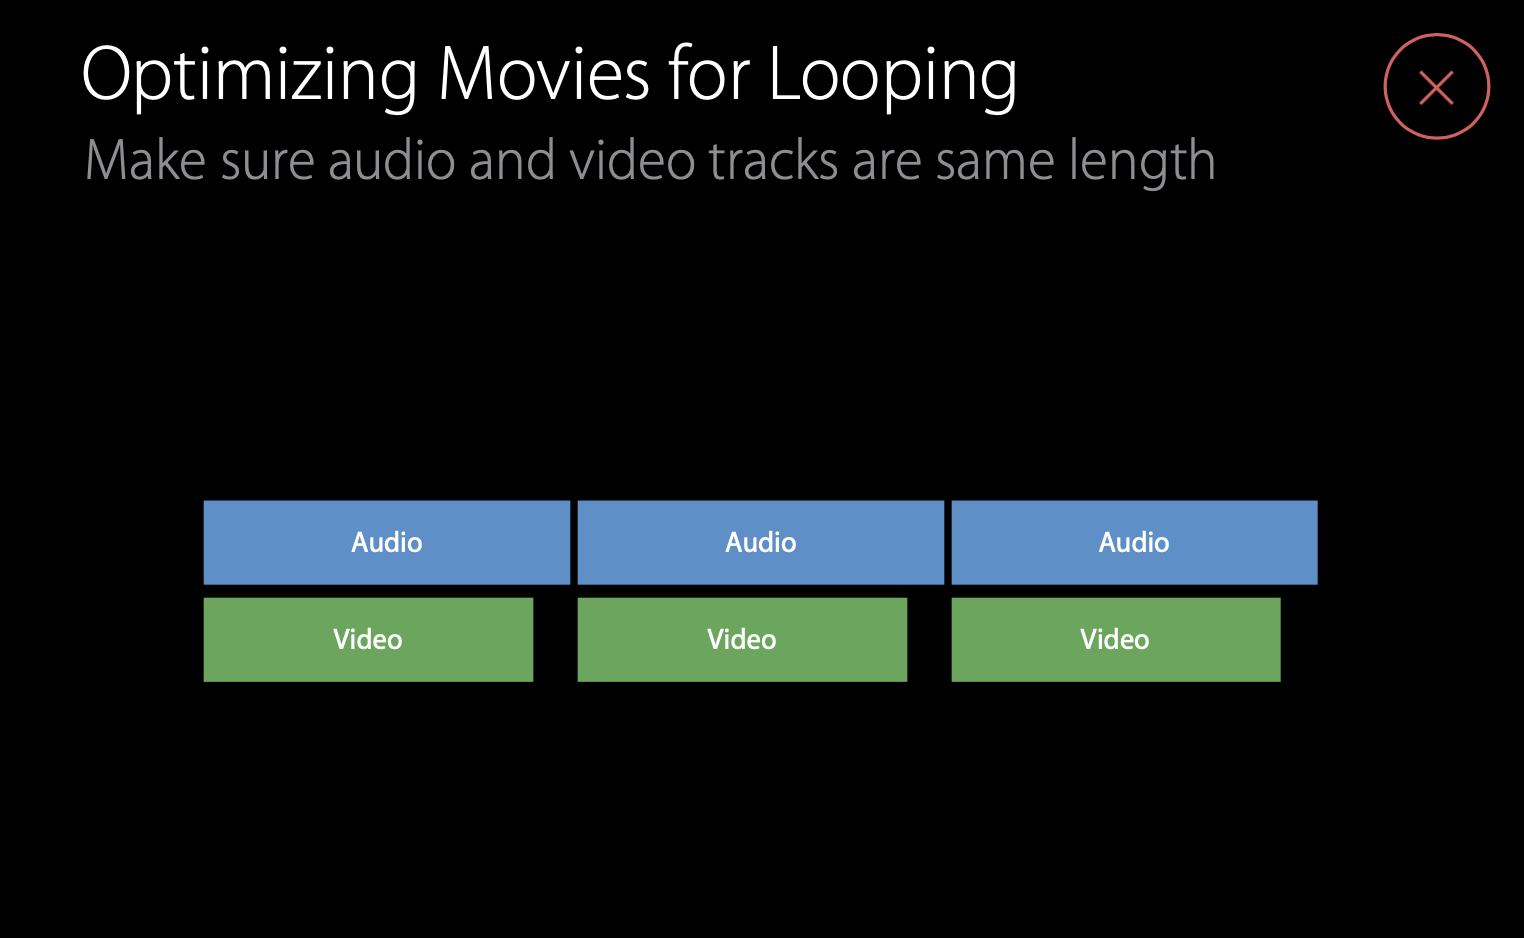 Optimizing Movies for Looping
Make sure audio and video tracks are same length
Audio Audio Audio
Video Video Video